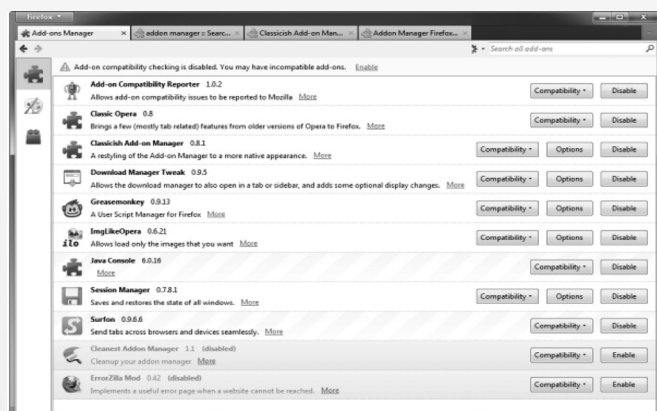 Firefox
Add-ons Manager
addon manager :: Searc...
Classicish Add-on Man...
Addon Manager Firefox...
Search all add-ons
Add-on compatibility checking is disabled. You may have incompatible add-ons. Enable
Add-on Compatibility Reporter 1.0.2
Allows add-on compatibility issues to be reported to Mozilla More
Compatibility Disable
Classic Opera 0.8
Brings a few (mostly tab related) features from older versions of Opera to Firefox. More
Compatibility Disable
Classicish Add-on Manager 0.8.1
A restyling of the Add-on Manager to a more native appearance. More
Compatibility Options Disable
Download Manager Tweak 0.9.5
Allows the download manager to also open in a tab or sidebar, and adds some optional display changes. More
Compatibility Options Disable
Greasemonkey 0.9.13
A User Script Manager for Firefox More
Compatibility Options Disable
ImgLikeOpera 0.6.21
ilo
Allows load only the images that you want More
Compatibility Options Disable
Java Console 6.0.16
More
Compatibility Disable
Session Manager 0.7.8.1
Saves and restores the state of all windows. More
Compatibility Options Disable
Surfon 0.9.6.6
Send tabs across browsers and devices seamlessly. More
Compatibility Disable
Cleanest Addon Manager 1.1 (disabled)
Cleanup your addon manager More
Compatibility Enable
ErrorZilla Mod 0.42 (disabled)
Implements a useful error page when a website cannot be reached. More
Compatibility Enable